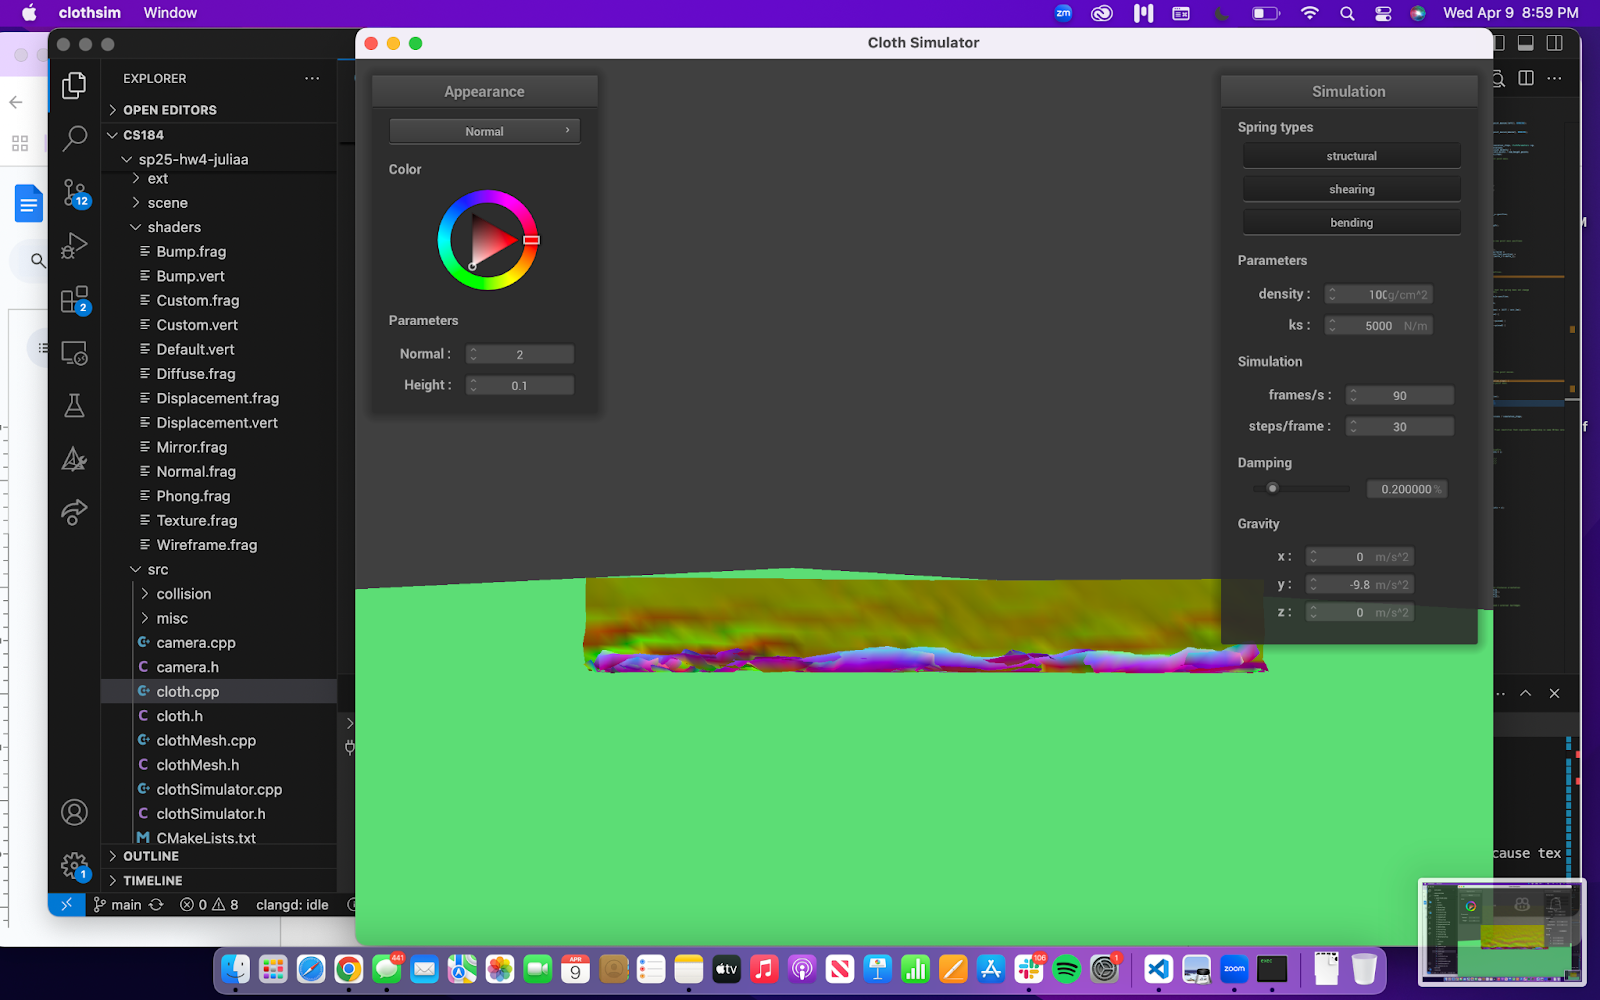 clothsim Window
zm
Wed Apr 9 8:59 PM
Cloth Simulator
EXPLORER
OPEN EDITORS
CS184
sp25-hw4-juliaa
ext
scene
shaders
Bump.frag
Bump.vert
Custom.frag
Custom.vert
Default.vert
Diffuse.frag
Displacement.frag
Displacement.vert
Mirror.frag
Normal.frag
Phong.frag
Texture.frag
Wireframe.frag
src
collision
misc
camera.cpp
camera.h
cloth.cpp
cloth.h
clothMesh.cpp
clothMesh.h
clothSimulator.cpp
clothSimulator.h
CMakeLists.txt
OUTLINE
TIMELINE
12
2
1
main 0 8 clangd: idle
Appearance
Normal
Color
Parameters
Normal : 2
Height : 0.1
Simulation
Spring types
structural
shearing
bending
Parameters
density : 100g/cm^2
ks : 5000 N/m
Simulation
frames/s : 90
steps/frame : 30
Damping
0.200000 %
Gravity
x : 0 m/s^2
y : -9.8 m/s^2
z : 0 m/s^2
cause tex
441
APR
9
tv
106
1
zoom